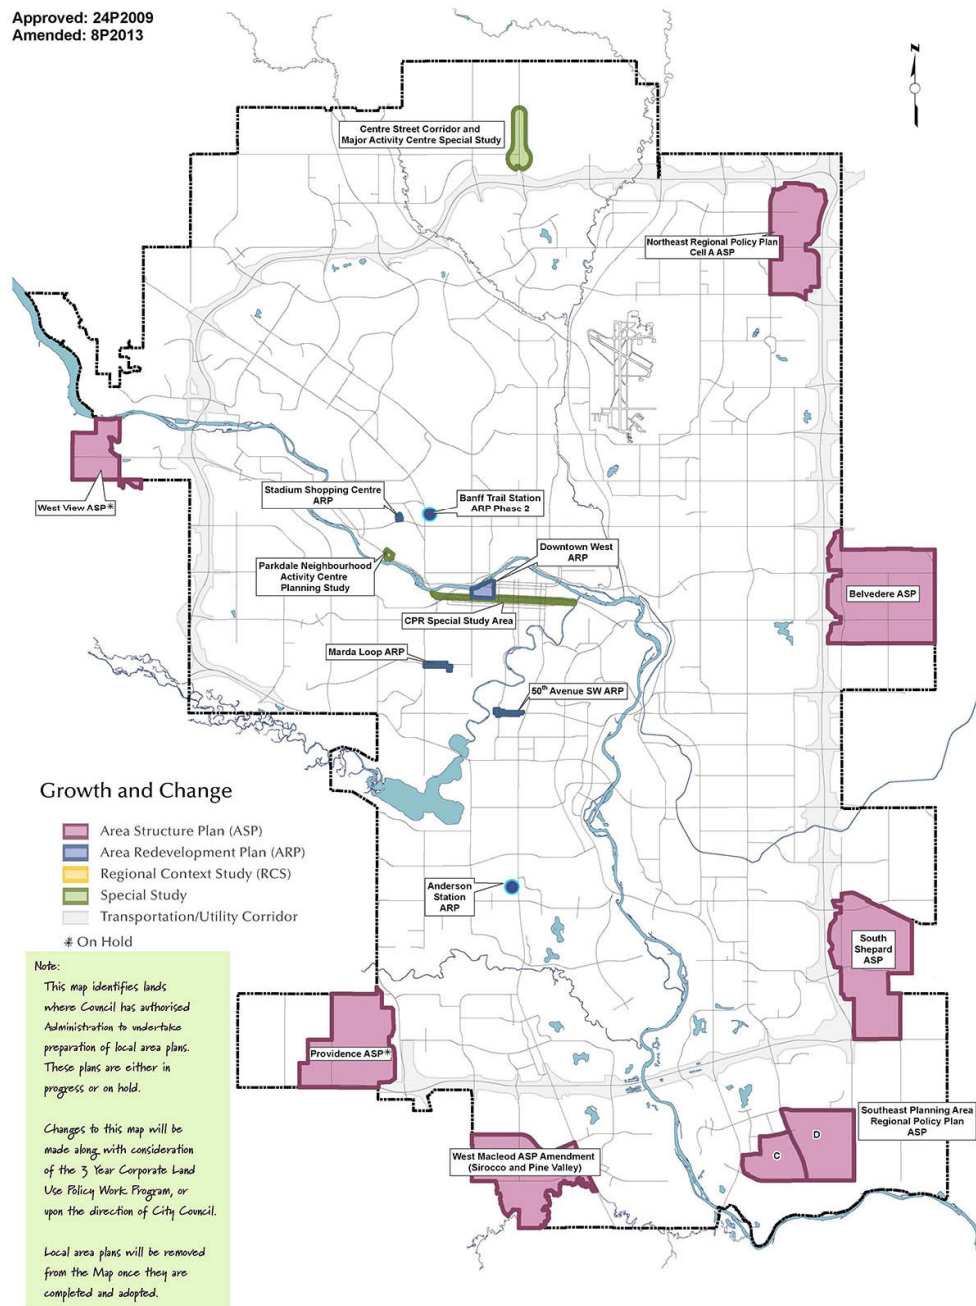 Approved: 24P2009
Amended: 8P2013
N
Centre Street Corridor and
Major Activity Centre Special Study
Northeast Regional Policy Plan
Cell A ASP
West View ASP*
Stadium Shopping Centre
ARP
Banff Trail Station
ARP Phase 2
Downtown West
ARP
Parkdale Neighbourhood
Activity Centre
Planning Study
Belvedere ASP
CPR Special Study Area
Marda Loop ARP
50th Avenue SW ARP
Growth and Change
Area Structure Plan (ASP)
Area Redevelopment Plan (ARP)
Regional Context Study (RCS)
Special Study
Transportation/Utility Corridor
* On Hold
Anderson
Station
ARP
South
Shepard
ASP
Note:
This map identifies lands
where Council has authorised
Administration to undertake
preparation of local area plans.
These plans are either in
progress or on hold.
Changes to this map will be
made along with consideration
of the 3 Year Corporate Land
Use Policy Work Program, or
upon the direction of City Council.
Local area plans will be removed
from the Map once they are
completed and adopted.
Providence ASP*
Southeast Planning Area
Regional Policy Plan
ASP
D
C
West Macleod ASP Amendment
(Sirocco and Pine Valley)